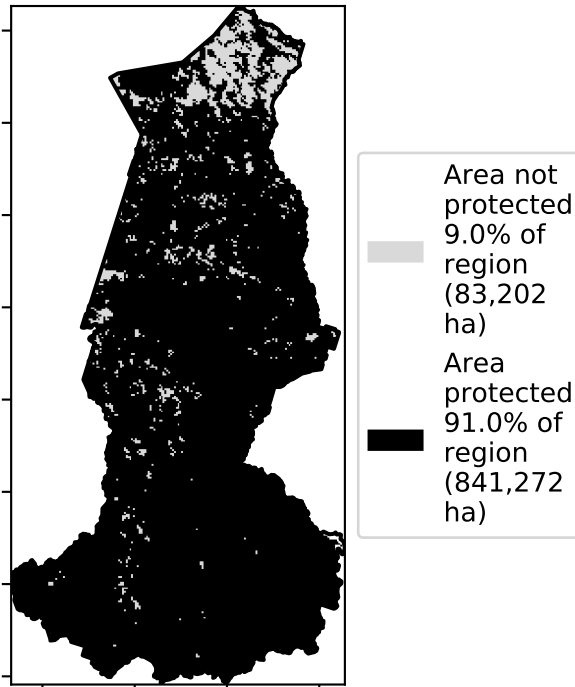 Area not
protected
9.0% of
region
(83,202
ha)
Area
protected
91.0% of
region
(841,272
ha)